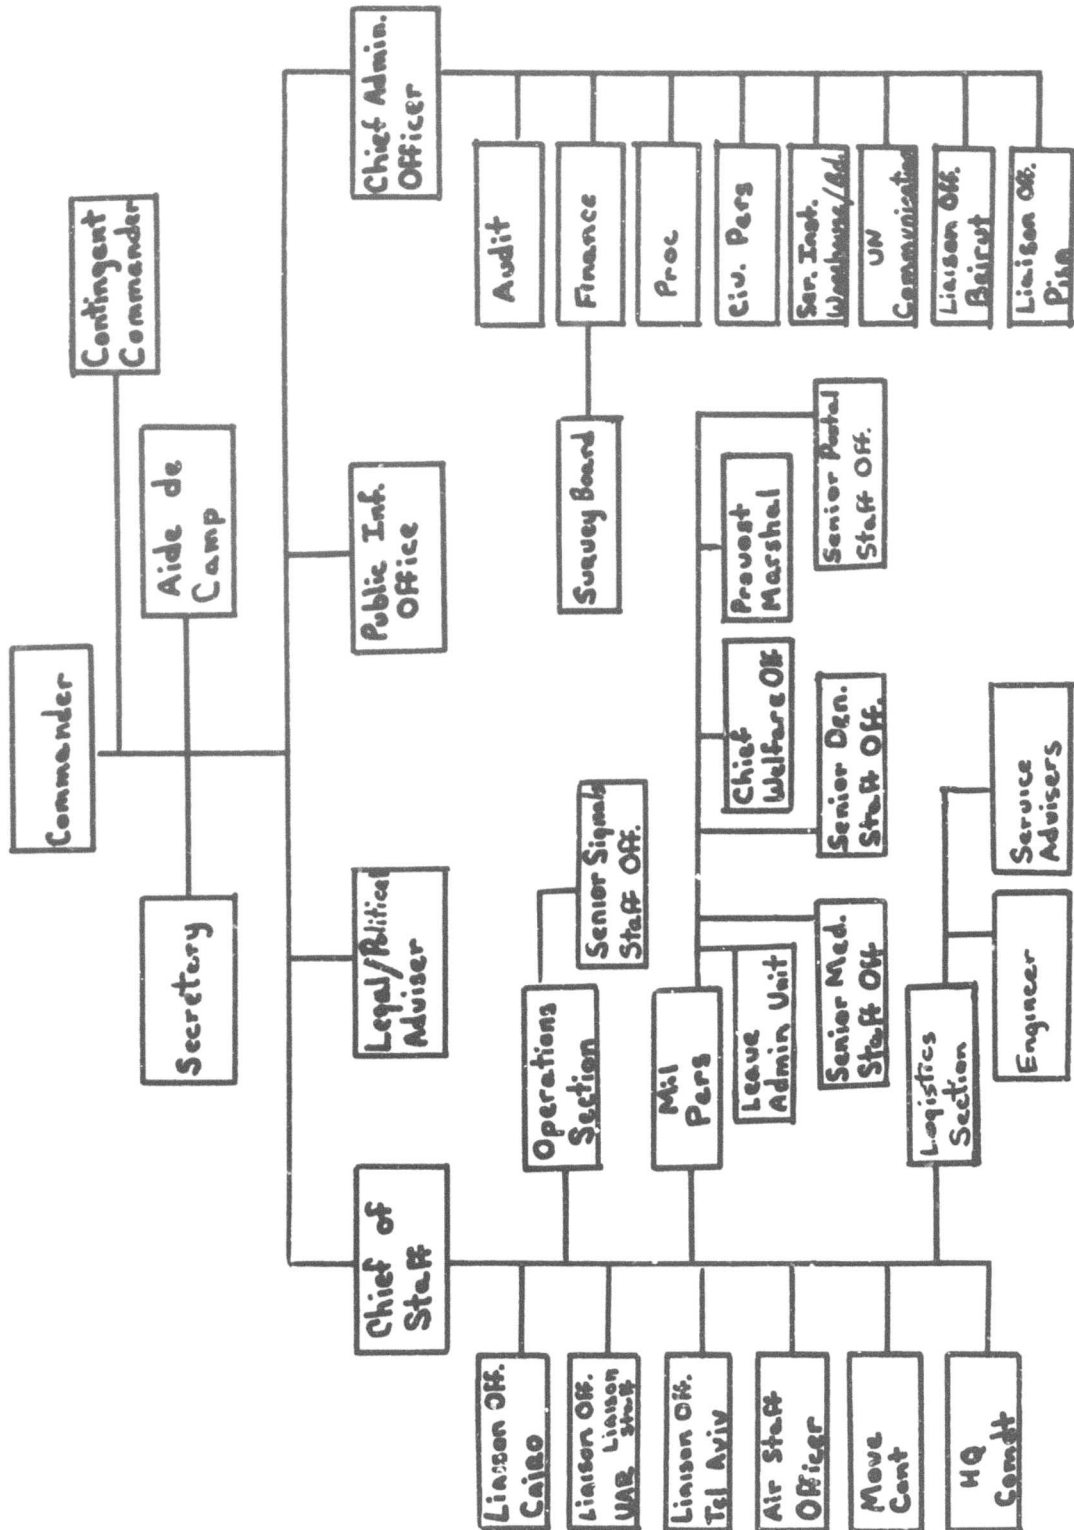 Commander
Contingent
Commander
Secretary
Aide de
Camp
Chief of
Staff
Legal/Political
Adviser
Public Inf.
Office
Chief Admin.
Officer
Liaison Off.
Cairo
Liaison Off.
UAR Liaison
Staff
Liaison Off.
Tel Aviv
Air Staff
Officer
Move
Cont
HQ
Comdt
Operations
Section
Senior Signals
Staff Off.
Mil
Pers
Leave
Admin Unit
Senior Med.
Staff Off
Senior Den.
Staff Off.
Chief
Welfare Off
Provost
Marshal
Senior Postal
Staff Off.
Logistics
Section
Engineer
Service
Advisers
Survey Board
Audit
Finance
Proc
Civ. Pers
Ser. Inst.
Warehouse/Bd.
UN
Communication
Liaison Off.
Beirut
Liaison Off.
Pisa